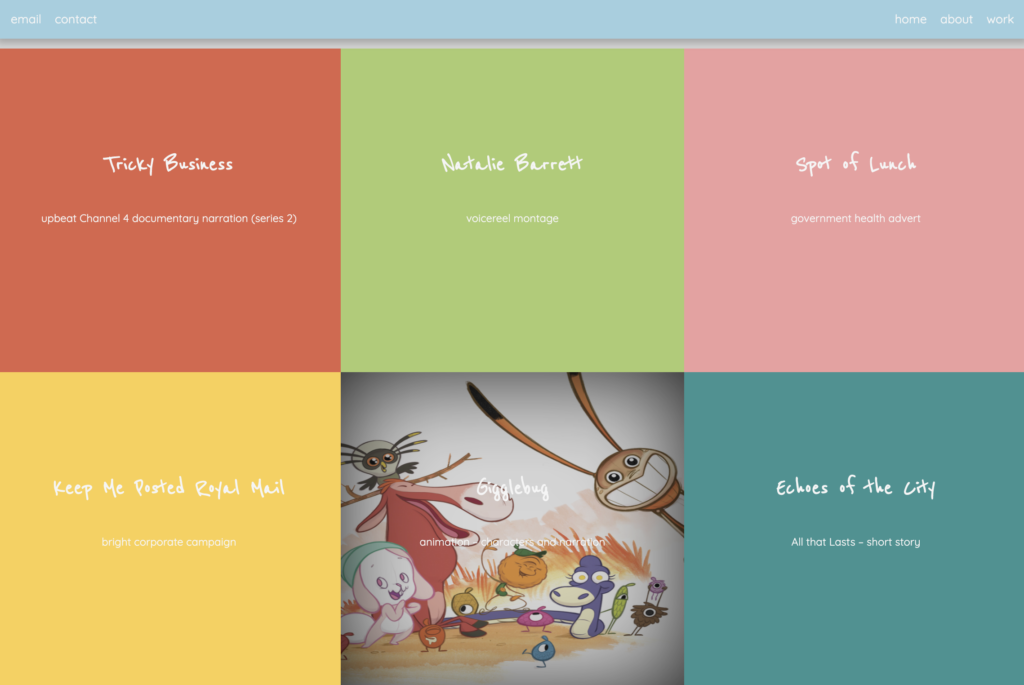 email contact home about work
Tricky Business
upbeat Channel 4 documentary narration (series 2)
Natalie Barrett
voicereel montage
Spot of Lunch
government health advert
Keep Me Posted Royal Mail
bright corporate campaign
Gigglebug
animation – characters and narration
Echoes of the City
All that Lasts – short story